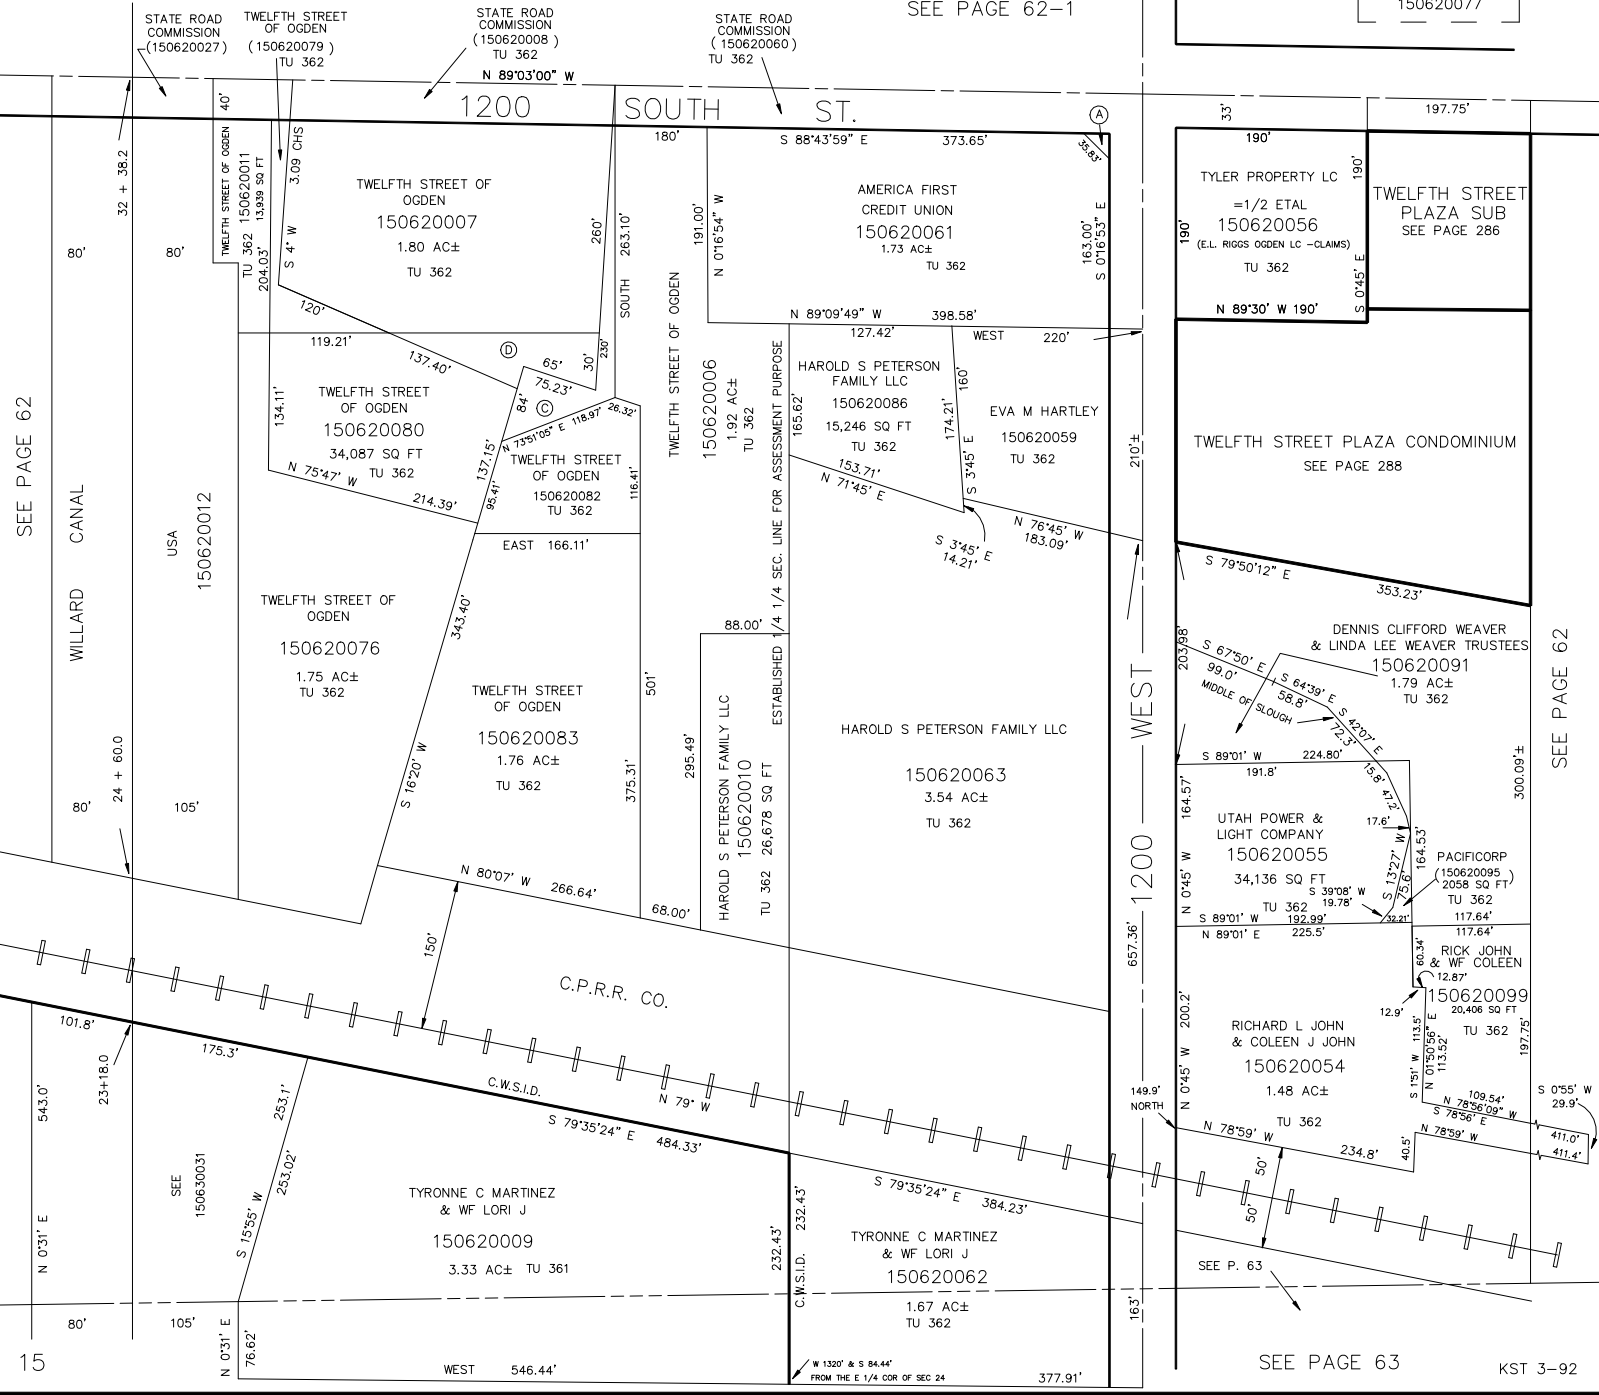 SEE PAGE 62-1
150620077
STATE ROAD
COMMISSION
(150620027)
TWELFTH STREET
OF OGDEN
(150620079)
TU 362
STATE ROAD
COMMISSION
(150620008)
TU 362
STATE ROAD
COMMISSION
(150620060)
TU 362
N 89°03'00" W
1200 SOUTH ST.
A
33'
197.75'
32 + 38.2
40'
TWELFTH STREET OF OGDEN
TU 362 150620011
13,939 SQ FT
204.03'
3.09 CHS
S 4° W
TWELFTH STREET OF
OGDEN
150620007
1.80 AC±
TU 362
260'
263.10'
SOUTH
230'
30'
180'
191.00'
N 0°16'54" W
S 88°43'59" E 373.65'
35.83'
AMERICA FIRST
CREDIT UNION
150620061
1.73 AC±
TU 362
163.00'
S 0°16'53" E
190'
190'
190'
TYLER PROPERTY LC
=1/2 ETAL
150620056
(E.L. RIGGS OGDEN LC -CLAIMS)
TU 362
S 0°45' E
N 89°30' W 190'
TWELFTH STREET
PLAZA SUB
SEE PAGE 286
80'
80'
120'
119.21'
137.40'
D
65'
75.23'
84'
C
N 73°51'05" E 118.97'
26.32'
N 89°09'49" W 398.58'
127.42'
WEST 220'
SEE PAGE 62
WILLARD CANAL
USA
150620012
134.11'
TWELFTH STREET
OF OGDEN
150620080
34,087 SQ FT
TU 362
N 75°47' W
214.39'
137.15'
95.41'
TWELFTH STREET
OF OGDEN
150620082
TU 362
116.41'
EAST 166.11'
TWELFTH STREET OF OGDEN
150620006
1.92 AC±
TU 362
ESTABLISHED 1/4 1/4 SEC. LINE FOR ASSESSMENT PURPOSE
HAROLD S PETERSON
FAMILY LLC
150620086
15,246 SQ FT
TU 362
165.62'
153.71'
N 71°45' E
160'
174.21'
S 3°45' E
EVA M HARTLEY
150620059
TU 362
210'±
N 76°45' W
183.09'
S 3°45' E
14.21'
TWELFTH STREET PLAZA CONDOMINIUM
SEE PAGE 288
S 79°50'12" E
353.23'
TWELFTH STREET OF
OGDEN
150620076
1.75 AC±
TU 362
343.40'
S 16°20' W
TWELFTH STREET
OF OGDEN
150620083
1.76 AC±
TU 362
501'
375.31'
88.00'
295.49'
HAROLD S PETERSON FAMILY LLC
150620010
TU 362 26,678 SQ FT
68.00'
HAROLD S PETERSON FAMILY LLC
150620063
3.54 AC±
TU 362
1200 WEST
657.36'
203.98'
S 67°50' E
99.0'
MIDDLE OF SLOUGH
S 64°39' E
58.8'
S 42°07' E
72.3'
15.8'
47.2'
17.6'
DENNIS CLIFFORD WEAVER
& LINDA LEE WEAVER TRUSTEES
150620091
1.79 AC±
TU 362
SEE PAGE 62
300.09'±
S 89°01' W 224.80'
191.8'
164.57'
N 0°45' W
UTAH POWER &
LIGHT COMPANY
150620055
34,136 SQ FT
TU 362
S 13°27' W
75.6'
164.53'
S 39°08' W
19.78'
32.21'
PACIFICORP
(150620095)
2058 SQ FT
TU 362
117.64'
117.64'
S 89°01' W 192.99'
N 89°01' E 225.5'
24 + 60.0
80'
105'
N 80°07' W 266.64'
150'
C.P.R.R. CO.
60.34'
RICK JOHN
& WF COLEEN
12.87'
150620099
20,406 SQ FT
TU 362
12.9'
197.75'
200.2'
N 0°45' W
RICHARD L JOHN
& COLEEN J JOHN
150620054
1.48 AC±
TU 362
S 1°51' W 113.5'
N 01°50'56" E
113.52'
109.54'
N 78°56'09" W
S 78°56' E
N 78°59' W
S 0°55' W
29.9'
411.0'
411.4'
149.9'
NORTH
N 78°59' W
234.8'
40.5'
50'
50'
101.8'
175.3'
23+18.0
C.W.S.I.D.
N 79° W
S 79°35'24" E 484.33'
S 79°35'24" E 384.23'
543.0'
N 0°31' E
SEE
150630031
253.1'
253.02'
S 15°55' W
TYRONNE C MARTINEZ
& WF LORI J
150620009
3.33 AC± TU 361
232.43'
232.43'
C.W.S.I.D.
TYRONNE C MARTINEZ
& WF LORI J
150620062
1.67 AC±
TU 362
SEE P. 63
163'
80'
105'
N 0°31' E
76.62'
WEST 546.44'
W 1320' & S 84.44'
FROM THE E 1/4 COR OF SEC 24
377.91'
15
SEE PAGE 63
KST 3-92